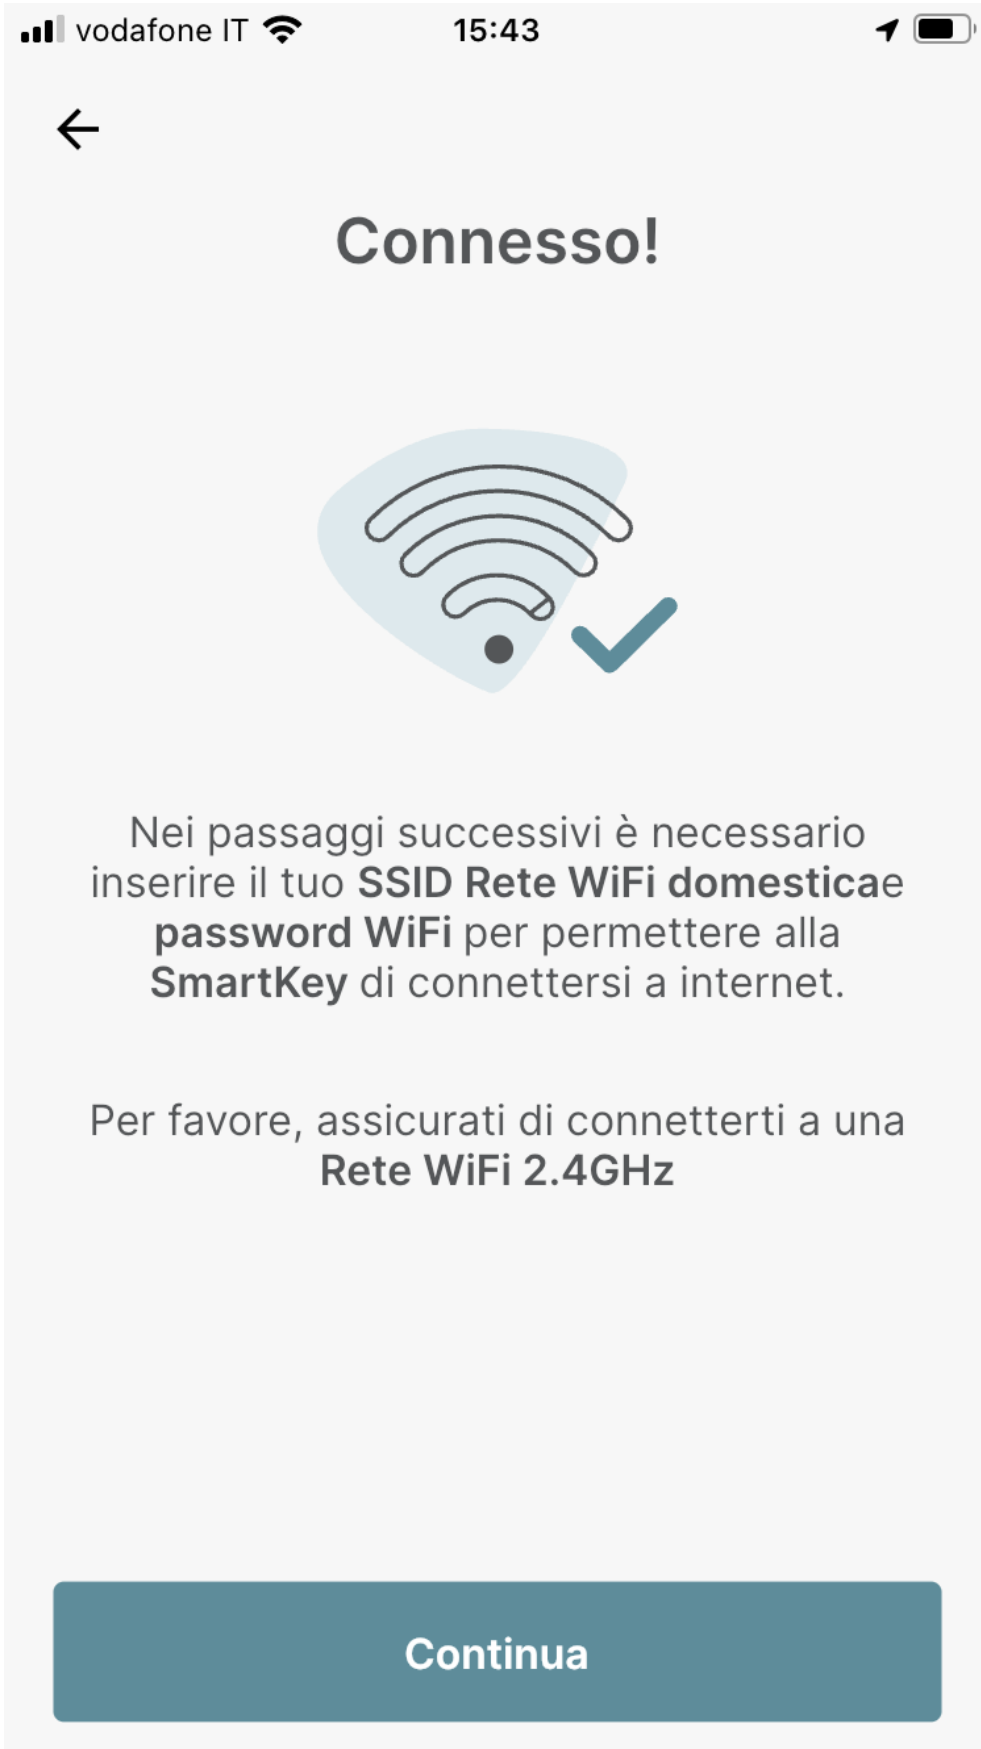 vodafone IT 15:43
Connesso!
Nei passaggi successivi è necessario
inserire il tuo SSID Rete WiFi domesticae
password WiFi per permettere alla
SmartKey di connettersi a internet.
Per favore, assicurati di connetterti a una
Rete WiFi 2.4GHz
Continua